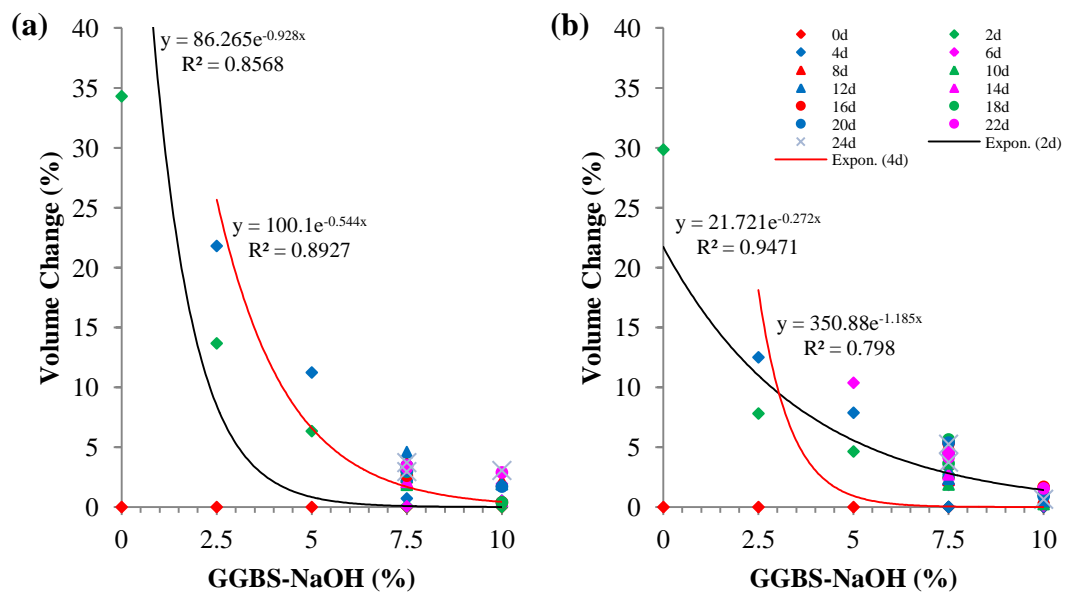 (a)
Volume Change (%)
40
35
30
25
20
15
10
5
0
y = 86.265e^-0.928x
R² = 0.8568
y = 100.1e^-0.544x
R² = 0.8927
0 2.5 5 7.5 10
GGBS-NaOH (%)
(b)
Volume Change (%)
40
35
30
25
20
15
10
5
0
0d 2d
4d 6d
8d 10d
12d 14d
16d 18d
20d 22d
24d Expon. (2d)
Expon. (4d)
y = 21.721e^-0.272x
R² = 0.9471
y = 350.88e^-1.185x
R² = 0.798
0 2.5 5 7.5 10
GGBS-NaOH (%)